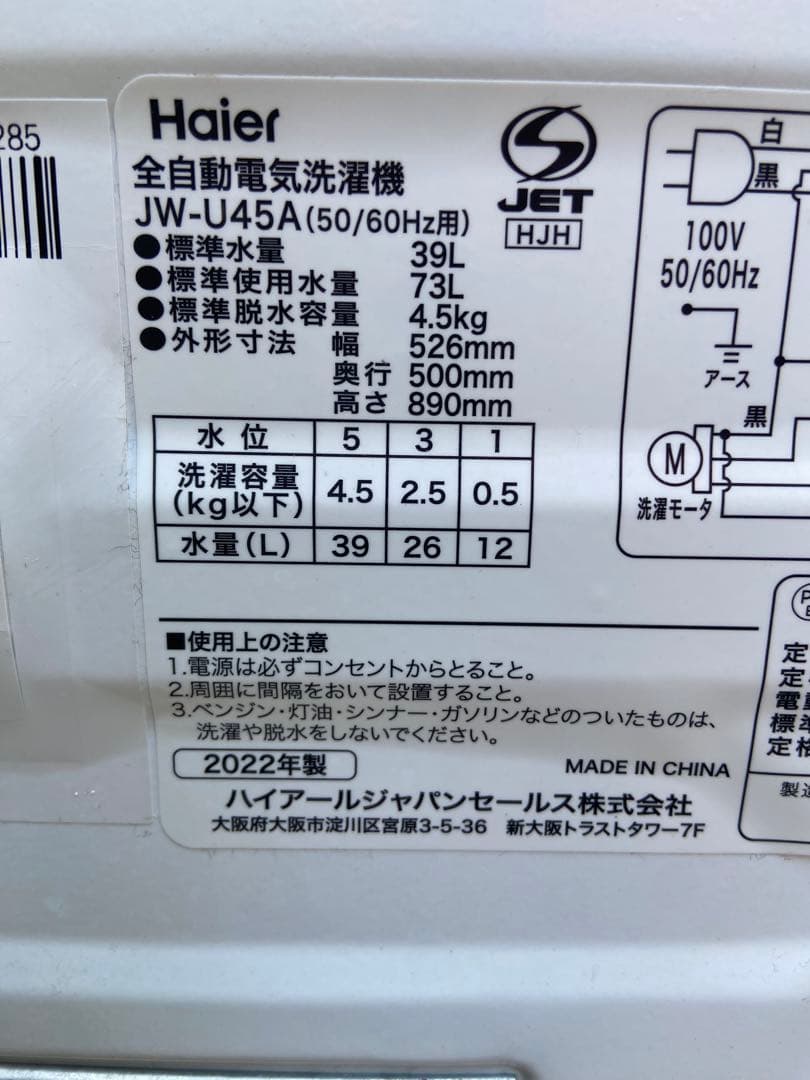 285
Haier
全自動電気洗濯機
JW-U45A(50/60Hz用)
●標準水量 39L
●標準使用水量 73L
●標準脱水容量 4.5kg
●外形寸法 幅 526mm
奥行 500mm
高さ 890mm
水位 5 3 1
洗濯容量(kg以下) 4.5 2.5 0.5
水量(L) 39 26 12
■使用上の注意
1.電源は必ずコンセントからとること。
2.周囲に間隔をおいて設置すること。
3.ベンジン・灯油・シンナー・ガソリンなどのついたものは、
洗濯や脱水をしないでください。
2022年製
MADE IN CHINA
ハイアールジャパンセールス株式会社
大阪府大阪市淀川区宮原3-5-36 新大阪トラストタワー7F
JET
HJH
白
黒
100V
50/60Hz
アース
黒
M
洗濯モータ
定
定
電動
標準
定格
製造